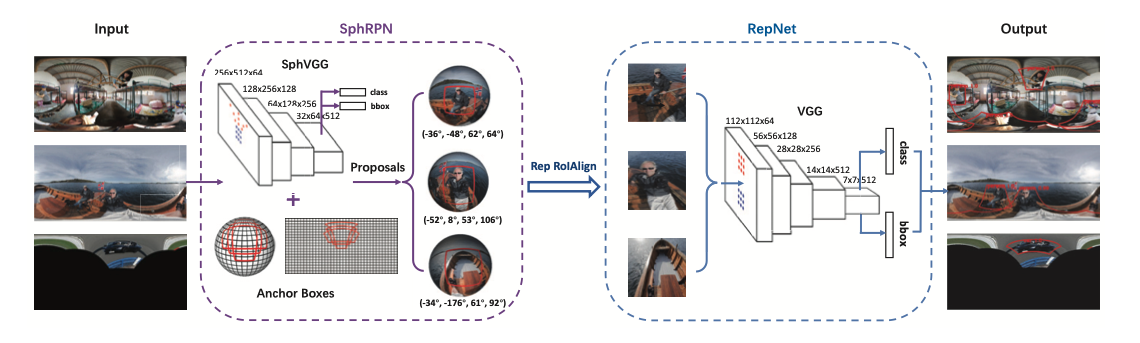 Input
SphRPN
RepNet
Output
SphVGG
256x512x64
128x256x128
64x128x256
32x64x512
class
bbox
(-36°, -48°, 62°, 64°)
Proposals
(-52°, 8°, 53°, 106°)
+
Anchor Boxes
(-34°, -176°, 61°, 92°)
Rep RoIAlign
VGG
112x112x64
56x56x128
28x28x256
14x14x512
7x7x512
class
bbox